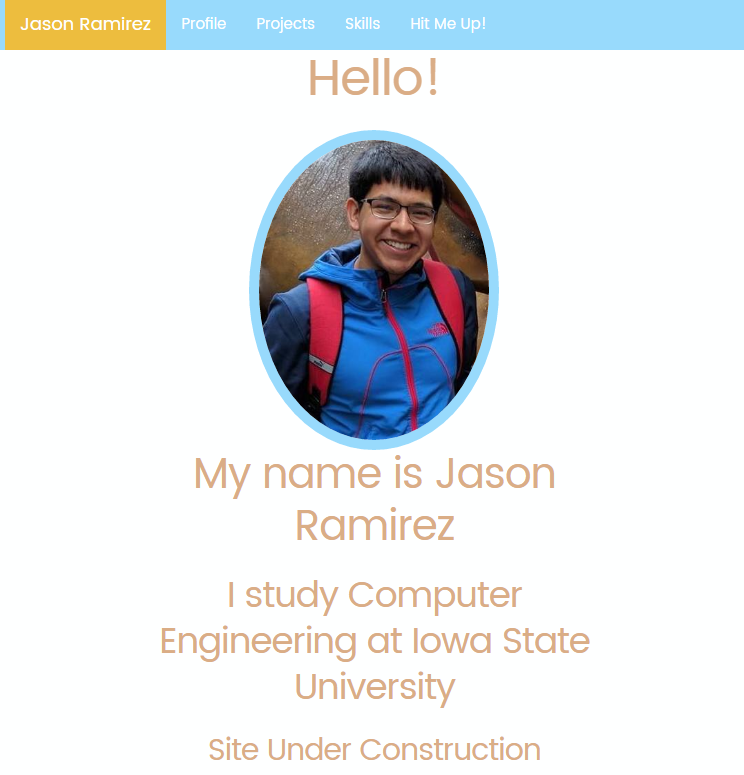 Jason Ramirez Profile Projects Skills Hit Me Up!
Hello!
My name is Jason
Ramirez
I study Computer
Engineering at Iowa State
University
Site Under Construction